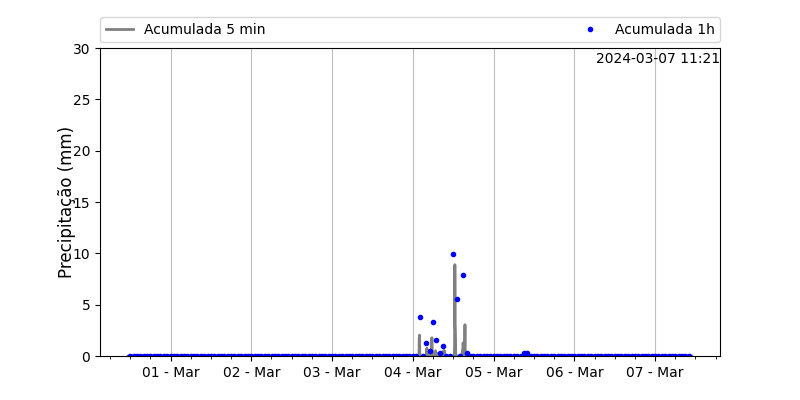 Acumulada 5 min
Acumulada 1h
2024-03-07 11:21
Precipitação (mm)
30
25
20
15
10
5
0
01 - Mar
02 - Mar
03 - Mar
04 - Mar
05 - Mar
06 - Mar
07 - Mar